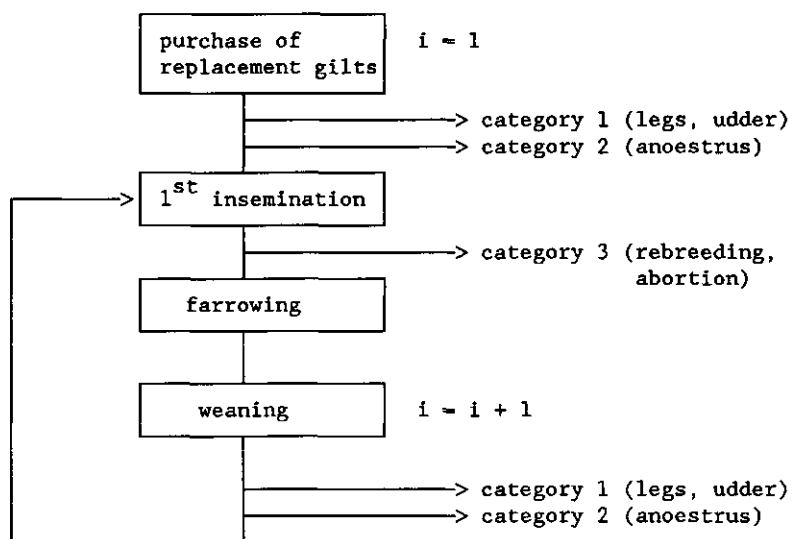 purchase of
replacement gilts
i = 1
category 1 (legs, udder)
category 2 (anoestrus)
1st insemination
category 3 (rebreeding,
abortion)
farrowing
weaning
i = i + 1
category 1 (legs, udder)
category 2 (anoestrus)